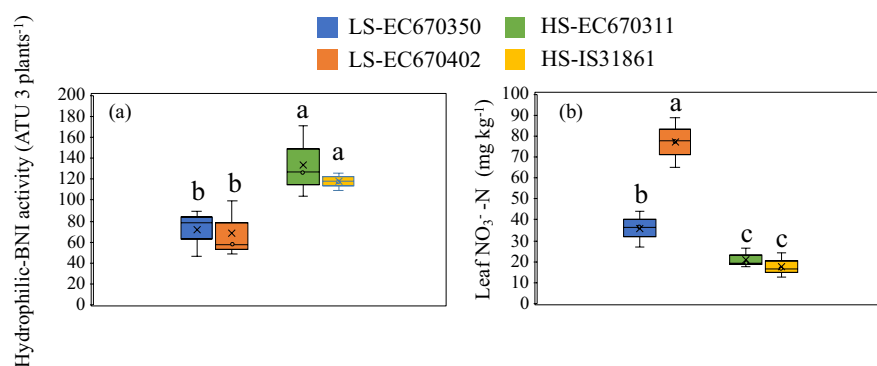 LS-EC670350 HS-EC670311
LS-EC670402 HS-IS31861
Hydrophilic-BNI activity (ATU 3 plants⁻¹)
200
180
160
140
120
100
80
60
40
20
0
(a)
b b a a
Leaf NO₃⁻ -N (mg kg⁻¹)
100
90
80
70
60
50
40
30
20
10
0
(b)
b a c c